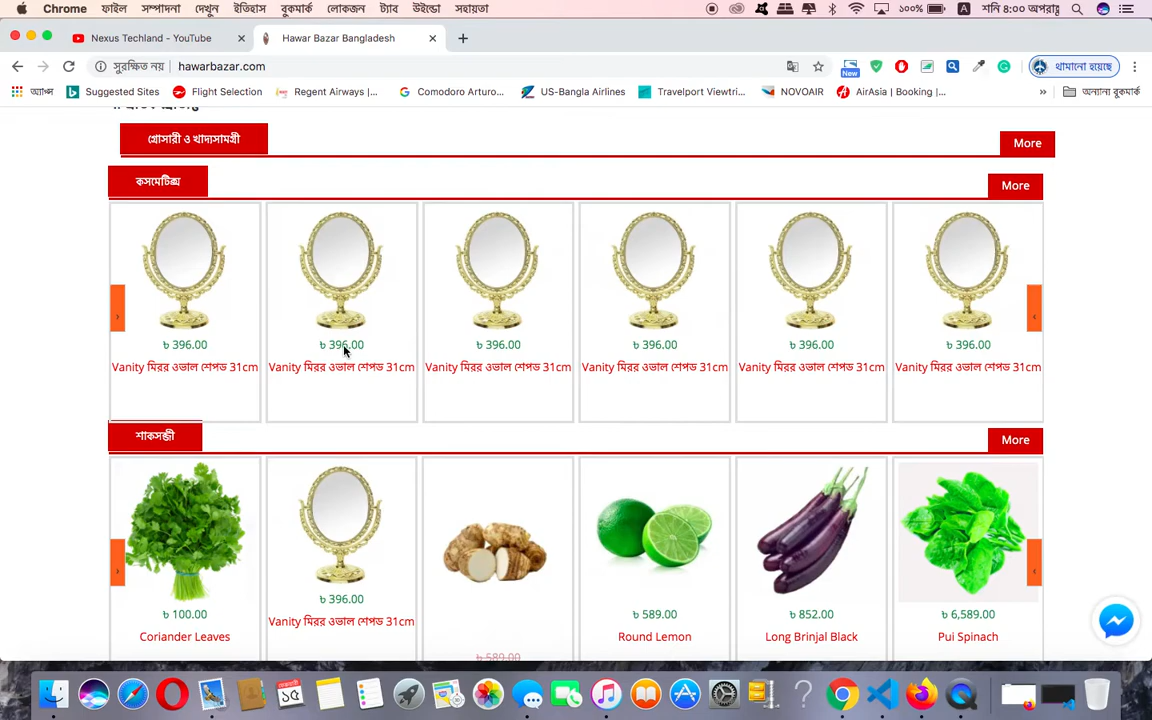 Chrome ফাইল সম্পাদনা দেখুন ইতিহাস বুকমার্ক লোকজন ট্যাব উইন্ডো সহায়তা ১০০% A শনি ৪:০০ অপরাহ্ণ
Nexus Techland - YouTube Hawar Bazar Bangladesh
সুরক্ষিত নয় hawarbazar.com New থামানো হয়েছে
অ্যাপ্স Suggested Sites Flight Selection Regent Airways |... Comodoro Arturo... US-Bangla Airlines Travelport Viewtri... NOVOAIR AirAsia | Booking |... » অন্যান্য বুকমার্ক
গ্রোসারী ও খাদ্যসামগ্রী More
কসমেটিক্স More
৳ 396.00 ৳ 396.00 ৳ 396.00 ৳ 396.00 ৳ 396.00 ৳ 396.00
Vanity মিরর ওভাল শেপড 31cm Vanity মিরর ওভাল শেপড 31cm Vanity মিরর ওভাল শেপড 31cm Vanity মিরর ওভাল শেপড 31cm Vanity মিরর ওভাল শেপড 31cm Vanity মিরর ওভাল শেপড 31cm
শাকসব্জী More
৳ 396.00
৳ 100.00 ৳ 589.00 ৳ 852.00 ৳ 6,589.00
Vanity মিরর ওভাল শেপড 31cm
Coriander Leaves Round Lemon Long Brinjal Black Pui Spinach
৳ 589.00